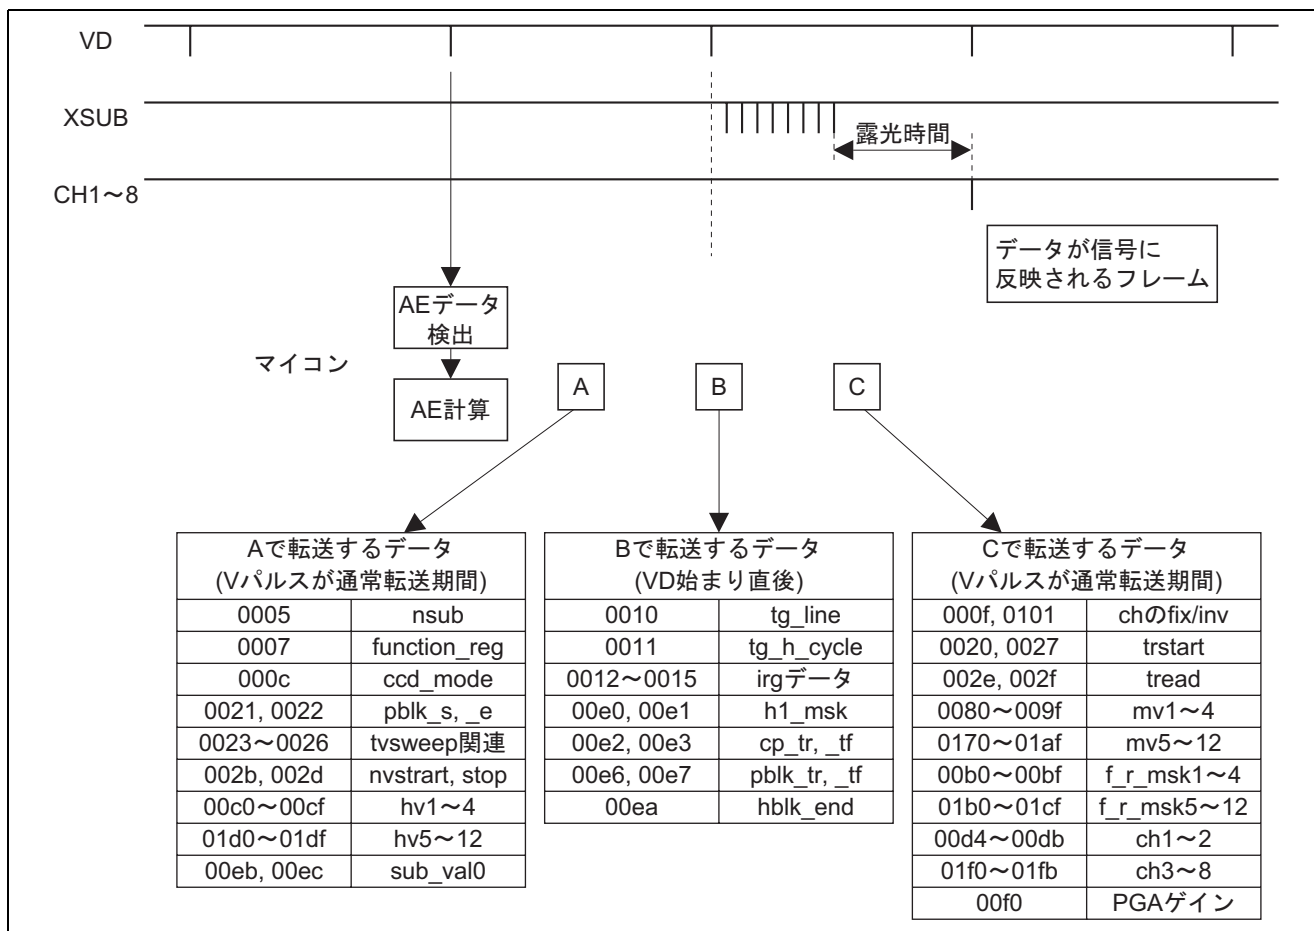 VD
XSUB
露光時間
CH1～8
データが信号に
反映されるフレーム
AEデータ
検出
マイコン
AE計算
A
B
C
Aで転送するデータ
(Vパルスが通常転送期間)
0005 nsub
0007 function_reg
000c ccd_mode
0021, 0022 pblk_s, _e
0023～0026 tvsweep関連
002b, 002d nvstrart, stop
00c0～00cf hv1～4
01d0～01df hv5～12
00eb, 00ec sub_val0
Bで転送するデータ
(VD始まり直後)
0010 tg_line
0011 tg_h_cycle
0012～0015 irgデータ
00e0, 00e1 h1_msk
00e2, 00e3 cp_tr, _tf
00e6, 00e7 pblk_tr, _tf
00ea hblk_end
Cで転送するデータ
(Vパルスが通常転送期間)
000f, 0101 chのfix/inv
0020, 0027 trstart
002e, 002f tread
0080～009f mv1～4
0170～01af mv5～12
00b0～00bf f_r_msk1～4
01b0～01cf f_r_msk5～12
00d4～00db ch1～2
01f0～01fb ch3～8
00f0 PGAゲイン